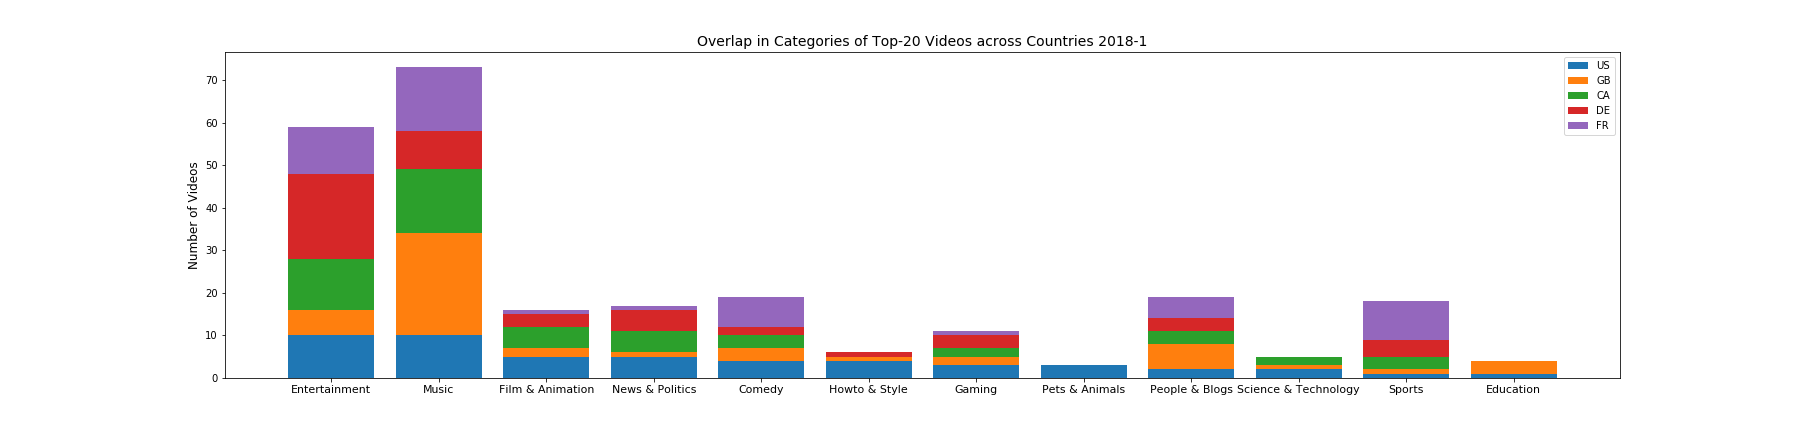 Overlap in Categories of Top-20 Videos across Countries 2018-1
US
GB
CA
DE
FR
Number of Videos
70
60
50
40
30
20
10
0
Entertainment Music Film & Animation News & Politics Comedy Howto & Style Gaming Pets & Animals People & Blogs Science & Technology Sports Education